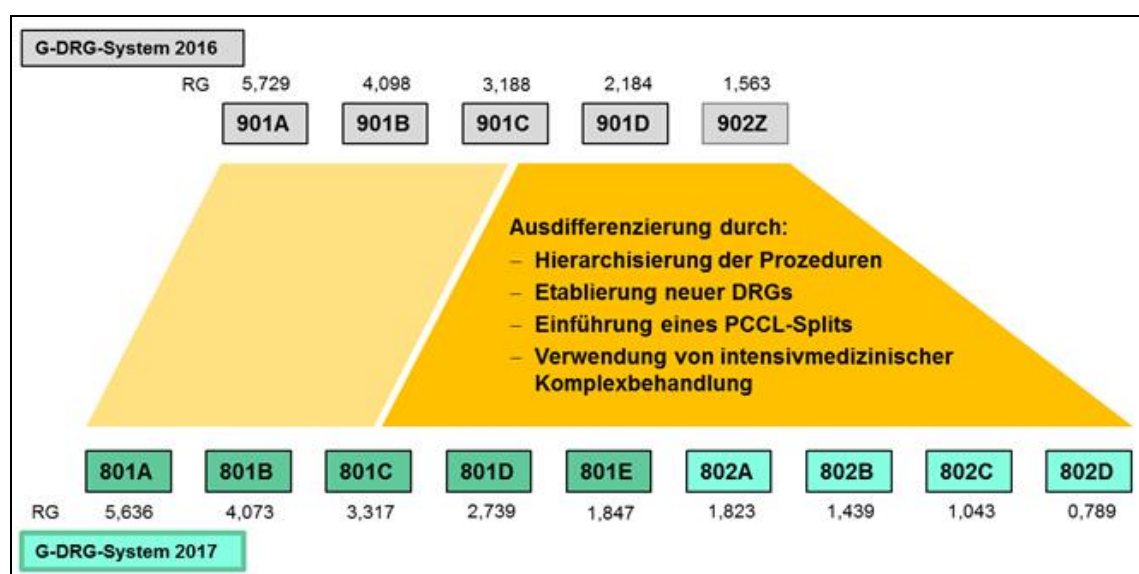 G-DRG-System 2016
RG 5,729 4,098 3,188 2,184 1,563
901A 901B 901C 901D 902Z
Ausdifferenzierung durch:
– Hierarchisierung der Prozeduren
– Etablierung neuer DRGs
– Einführung eines PCCL-Splits
– Verwendung von intensivmedizinischer
Komplexbehandlung
801A 801B 801C 801D 801E 802A 802B 802C 802D
RG 5,636 4,073 3,317 2,739 1,847 1,823 1,439 1,043 0,789
G-DRG-System 2017